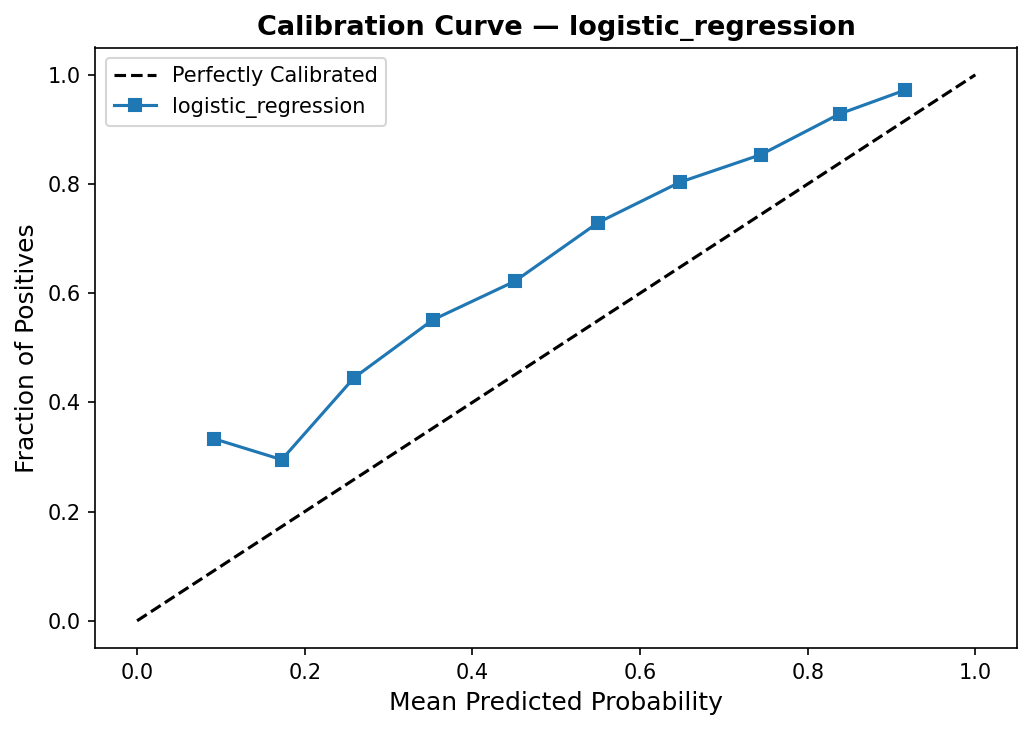 Calibration Curve — logistic_regression
Perfectly Calibrated
logistic_regression
Fraction of Positives
1.0
0.8
0.6
0.4
0.2
0.0
0.0 0.2 0.4 0.6 0.8 1.0
Mean Predicted Probability